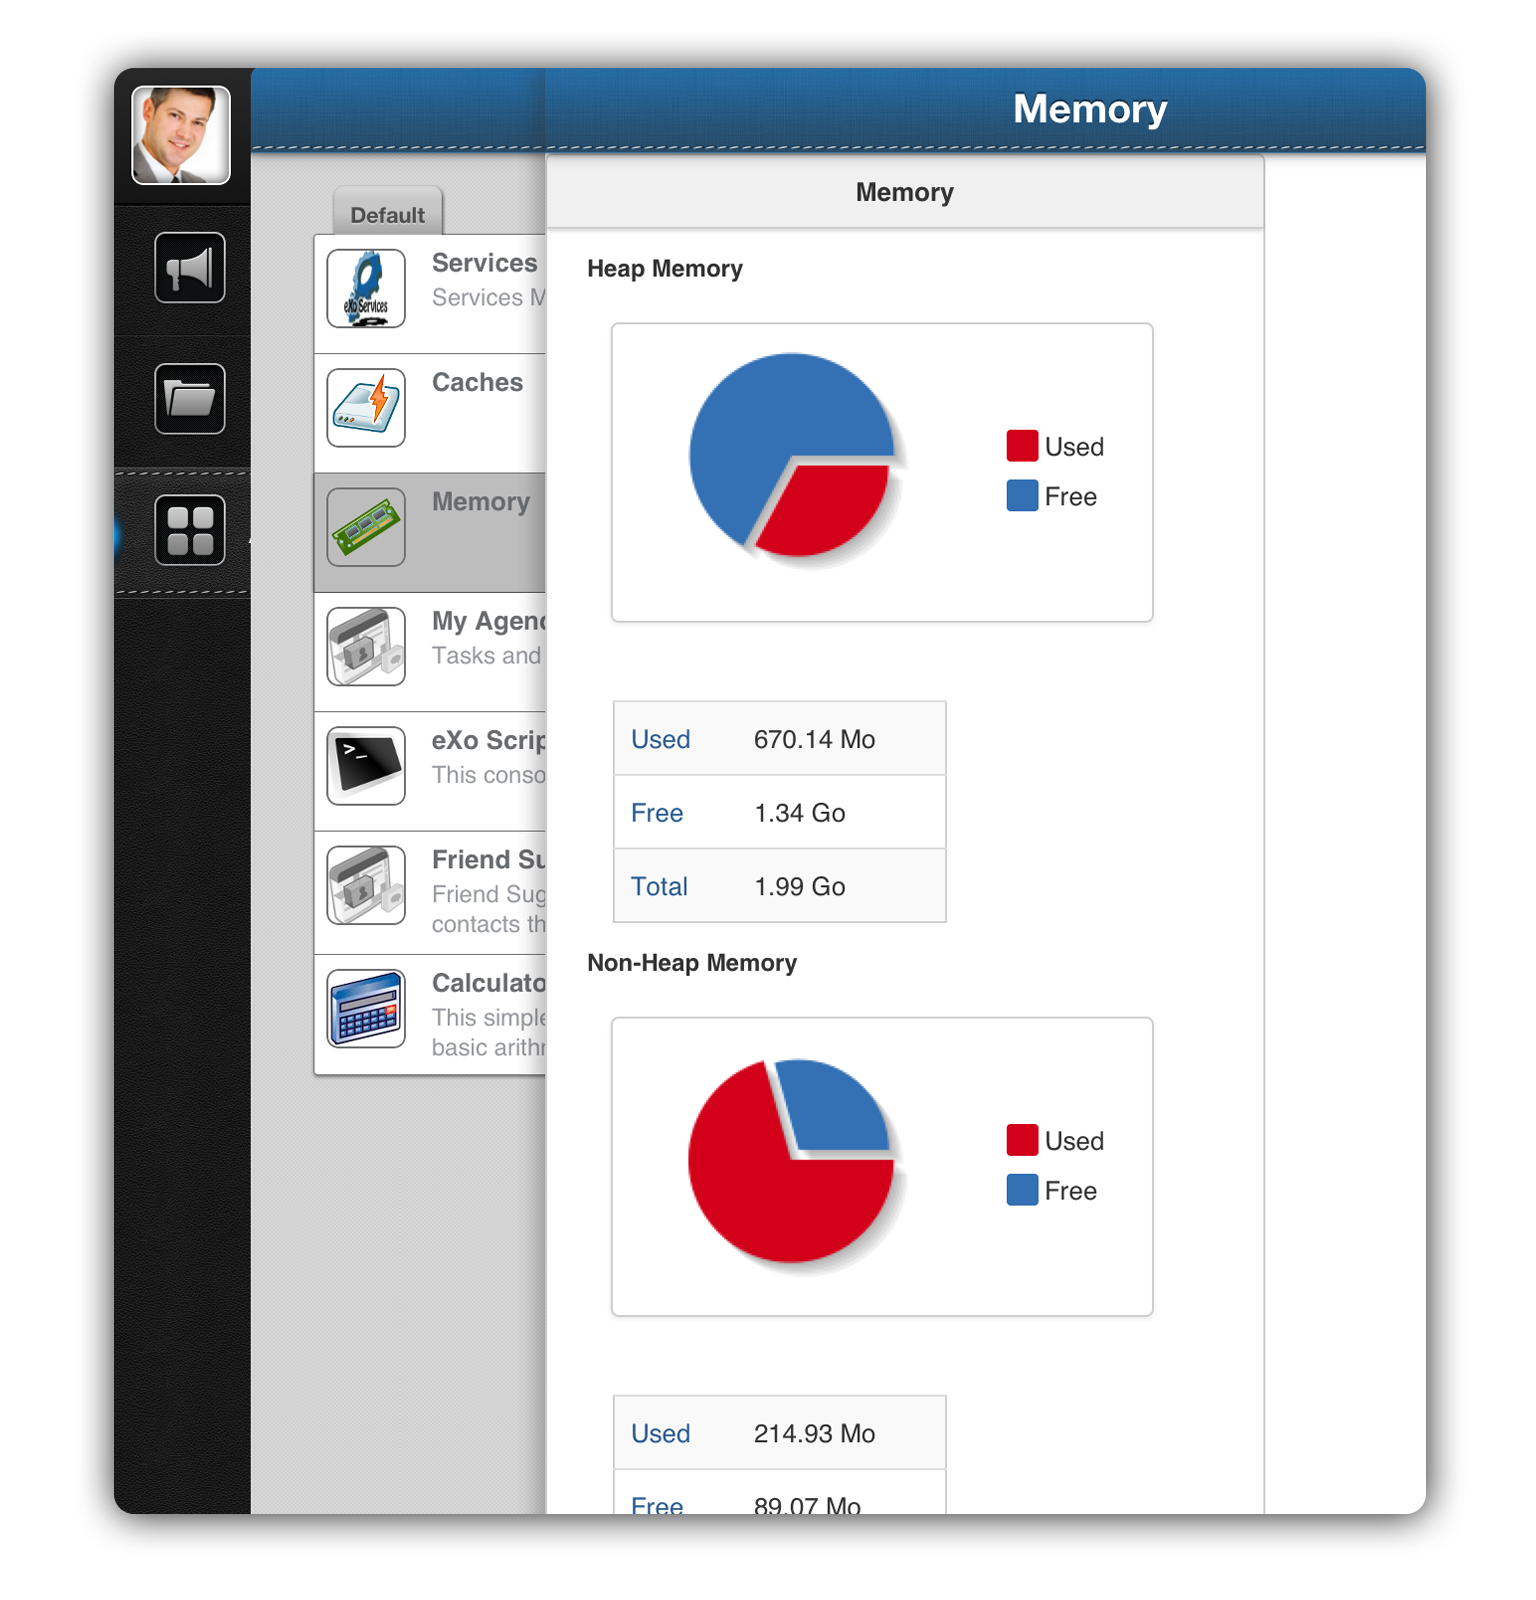 Memory
Default
Memory
Services
Services M
eXo Services
Caches
Memory
My Agen
Tasks and
eXo Scrip
This conso
>_
Friend Su
Friend Sug
contacts th
Calculato
This simple
basic arith
Heap Memory
Used
Free
Used 670.14 Mo
Free 1.34 Go
Total 1.99 Go
Non-Heap Memory
Used
Free
Used 214.93 Mo
Free 89.07 Mo